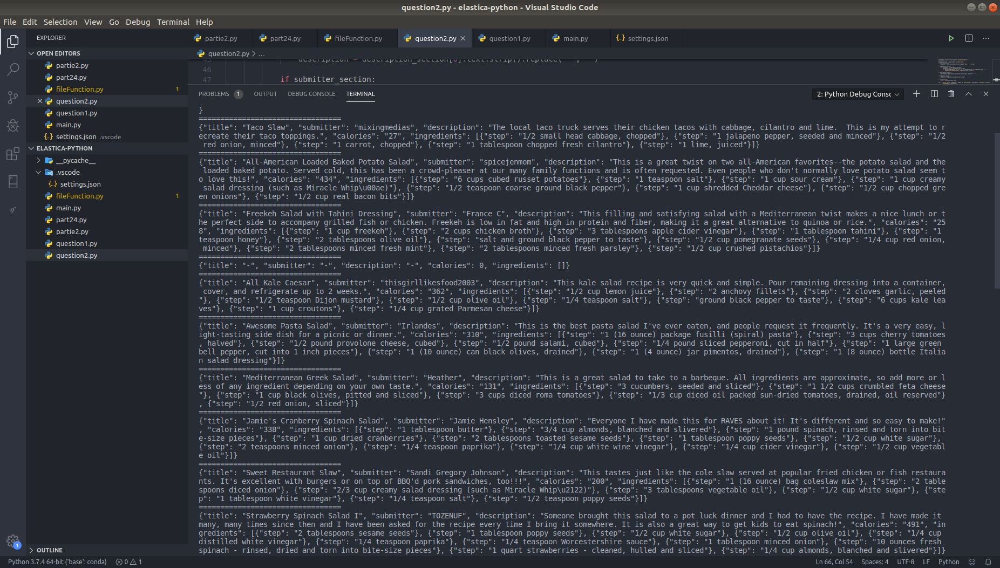 question2.py - elastica-python - Visual Studio Code
File Edit Selection View Go Debug Terminal Help
EXPLORER
partie2.py part24.py fileFunction.py question2.py question1.py main.py settings.json
OPEN EDITORS
partie2.py
part24.py
fileFunction.py 1
question2.py
question1.py
main.py
settings.json .vscode
ELASTICA-PYTHON
__pycache__
.vscode
settings.json
fileFunction.py 1
main.py
part24.py
partie2.py
question1.py
question2.py
OUTLINE
question2.py > ...
45 description = description_section[0].text.strip().replace(
46
47 if submitter_section:
PROBLEMS 1 OUTPUT DEBUG CONSOLE TERMINAL 2: Python Debug Consc
}
=================================
{"title": "Taco Slaw", "submitter": "mixingmedias", "description": "The local taco truck serves their chicken tacos with cabbage, cilantro and lime.  This is my attempt to r
ecreate their taco toppings.", "calories": "27", "ingredients": [{"step": "1/2 small head cabbage, chopped"}, {"step": "1 jalapeno pepper, seeded and minced"}, {"step": "1/2
 red onion, minced"}, {"step": "1 carrot, chopped"}, {"step": "1 tablespoon chopped fresh cilantro"}, {"step": "1 lime, juiced"}]}
=================================
{"title": "All-American Loaded Baked Potato Salad", "submitter": "spicejenmom", "description": "This is a great twist on two all-American favorites--the potato salad and the
 loaded baked potato. Served cold, this has been a crowd-pleaser at our many family functions and is often requested. Even people who don't normally love potato salad seem t
o love this!", "calories": "434", "ingredients": [{"step": "6 cups cubed russet potatoes"}, {"step": "1 teaspoon salt"}, {"step": "1 cup sour cream"}, {"step": "1 cup creamy
 salad dressing (such as Miracle Whip\u00ae)"}, {"step": "1/2 teaspoon coarse ground black pepper"}, {"step": "1 cup shredded Cheddar cheese"}, {"step": "1/2 cup chopped gre
en onions"}, {"step": "1/2 cup real bacon bits"}]}
=================================
{"title": "Freekeh Salad with Tahini Dressing", "submitter": "France C", "description": "This filling and satisfying salad with a Mediterranean twist makes a nice lunch or t
he perfect side to accompany grilled fish or chicken. Freekeh is low in fat and high in protein and fiber, making it a great alternative to quinoa or rice.", "calories": "25
8", "ingredients": [{"step": "1 cup freekeh"}, {"step": "2 cups chicken broth"}, {"step": "3 tablespoons apple cider vinegar"}, {"step": "1 tablespoon tahini"}, {"step": "1
teaspoon honey"}, {"step": "2 tablespoons olive oil"}, {"step": "salt and ground black pepper to taste"}, {"step": "1/2 cup pomegranate seeds"}, {"step": "1/4 cup red onion,
 minced"}, {"step": "2 tablespoons minced fresh mint"}, {"step": "2 tablespoons minced fresh parsley"}, {"step": "1/2 cup crushed pistachios"}]}
=================================
{"title": "-", "submitter": "-", "description": "-", "calories": 0, "ingredients": []}
=================================
{"title": "All Kale Caesar", "submitter": "thisgirllikesfood2003", "description": "This kale salad recipe is very quick and simple. Pour remaining dressing into a container,
 cover, and refrigerate up to 2 weeks.", "calories": "362", "ingredients": [{"step": "1/2 cup lemon juice"}, {"step": "2 anchovy fillets"}, {"step": "2 cloves garlic, peeled
"}, {"step": "1/2 teaspoon Dijon mustard"}, {"step": "1/2 cup olive oil"}, {"step": "1/4 teaspoon salt"}, {"step": "ground black pepper to taste"}, {"step": "6 cups kale lea
ves"}, {"step": "1 cup croutons"}, {"step": "1/4 cup grated Parmesan cheese"}]}
=================================
{"title": "Awesome Pasta Salad", "submitter": "Irlandes", "description": "This is the best pasta salad I've ever eaten, and people request it frequently. It's a very easy, l
ight-tasting side dish for a picnic or dinner.", "calories": "310", "ingredients": [{"step": "1 (16 ounce) package fusilli (spiral) pasta"}, {"step": "3 cups cherry tomatoes
, halved"}, {"step": "1/2 pound provolone cheese, cubed"}, {"step": "1/2 pound salami, cubed"}, {"step": "1/4 pound sliced pepperoni, cut in half"}, {"step": "1 large green
bell pepper, cut into 1 inch pieces"}, {"step": "1 (10 ounce) can black olives, drained"}, {"step": "1 (4 ounce) jar pimentos, drained"}, {"step": "1 (8 ounce) bottle Italia
n salad dressing"}]}
=================================
{"title": "Mediterranean Greek Salad", "submitter": "Heather", "description": "This is a great salad to take to a barbeque. All ingredients are approximate, so add more or l
ess of any ingredient depending on your own taste.", "calories": "131", "ingredients": [{"step": "3 cucumbers, seeded and sliced"}, {"step": "1 1/2 cups crumbled feta cheese
"}, {"step": "1 cup black olives, pitted and sliced"}, {"step": "3 cups diced roma tomatoes"}, {"step": "1/3 cup diced oil packed sun-dried tomatoes, drained, oil reserved"}
, {"step": "1/2 red onion, sliced"}]}
=================================
{"title": "Jamie's Cranberry Spinach Salad", "submitter": "Jamie Hensley", "description": "Everyone I have made this for RAVES about it! It's different and so easy to make!"
, "calories": "338", "ingredients": [{"step": "1 tablespoon butter"}, {"step": "3/4 cup almonds, blanched and slivered"}, {"step": "1 pound spinach, rinsed and torn into bit
e-size pieces"}, {"step": "1 cup dried cranberries"}, {"step": "2 tablespoons toasted sesame seeds"}, {"step": "1 tablespoon poppy seeds"}, {"step": "1/2 cup white sugar"},
{"step": "2 teaspoons minced onion"}, {"step": "1/4 teaspoon paprika"}, {"step": "1/4 cup white wine vinegar"}, {"step": "1/4 cup cider vinegar"}, {"step": "1/2 cup vegetabl
e oil"}]}
=================================
{"title": "Sweet Restaurant Slaw", "submitter": "Sandi Gregory Johnson", "description": "This tastes just like the cole slaw served at popular fried chicken or fish restaura
nts. It's excellent with burgers or on top of BBQ'd pork sandwiches, too!!!", "calories": "200", "ingredients": [{"step": "1 (16 ounce) bag coleslaw mix"}, {"step": "2 table
spoons diced onion"}, {"step": "2/3 cup creamy salad dressing (such as Miracle Whip\u2122)"}, {"step": "3 tablespoons vegetable oil"}, {"step": "1/2 cup white sugar"}, {"ste
p": "1 tablespoon white vinegar"}, {"step": "1/4 teaspoon salt"}, {"step": "1/2 teaspoon poppy seeds"}]}
=================================
{"title": "Strawberry Spinach Salad I", "submitter": "TOZENUF", "description": "Someone brought this salad to a pot luck dinner and I had to have the recipe. I have made it
many, many times since then and I have been asked for the recipe every time I bring it somewhere. It is also a great way to get kids to eat spinach!", "calories": "491", "in
gredients": [{"step": "2 tablespoons sesame seeds"}, {"step": "1 tablespoon poppy seeds"}, {"step": "1/2 cup white sugar"}, {"step": "1/2 cup olive oil"}, {"step": "1/4 cup
distilled white vinegar"}, {"step": "1/4 teaspoon paprika"}, {"step": "1/4 teaspoon Worcestershire sauce"}, {"step": "1 tablespoon minced onion"}, {"step": "10 ounces fresh
spinach - rinsed, dried and torn into bite-size pieces"}, {"step": "1 quart strawberries - cleaned, hulled and sliced"}, {"step": "1/4 cup almonds, blanched and slivered"}]}
1
Python 3.7.4 64-bit ('base': conda) 0 1 Ln 66, Col 54 Spaces: 4 UTF-8 LF Python